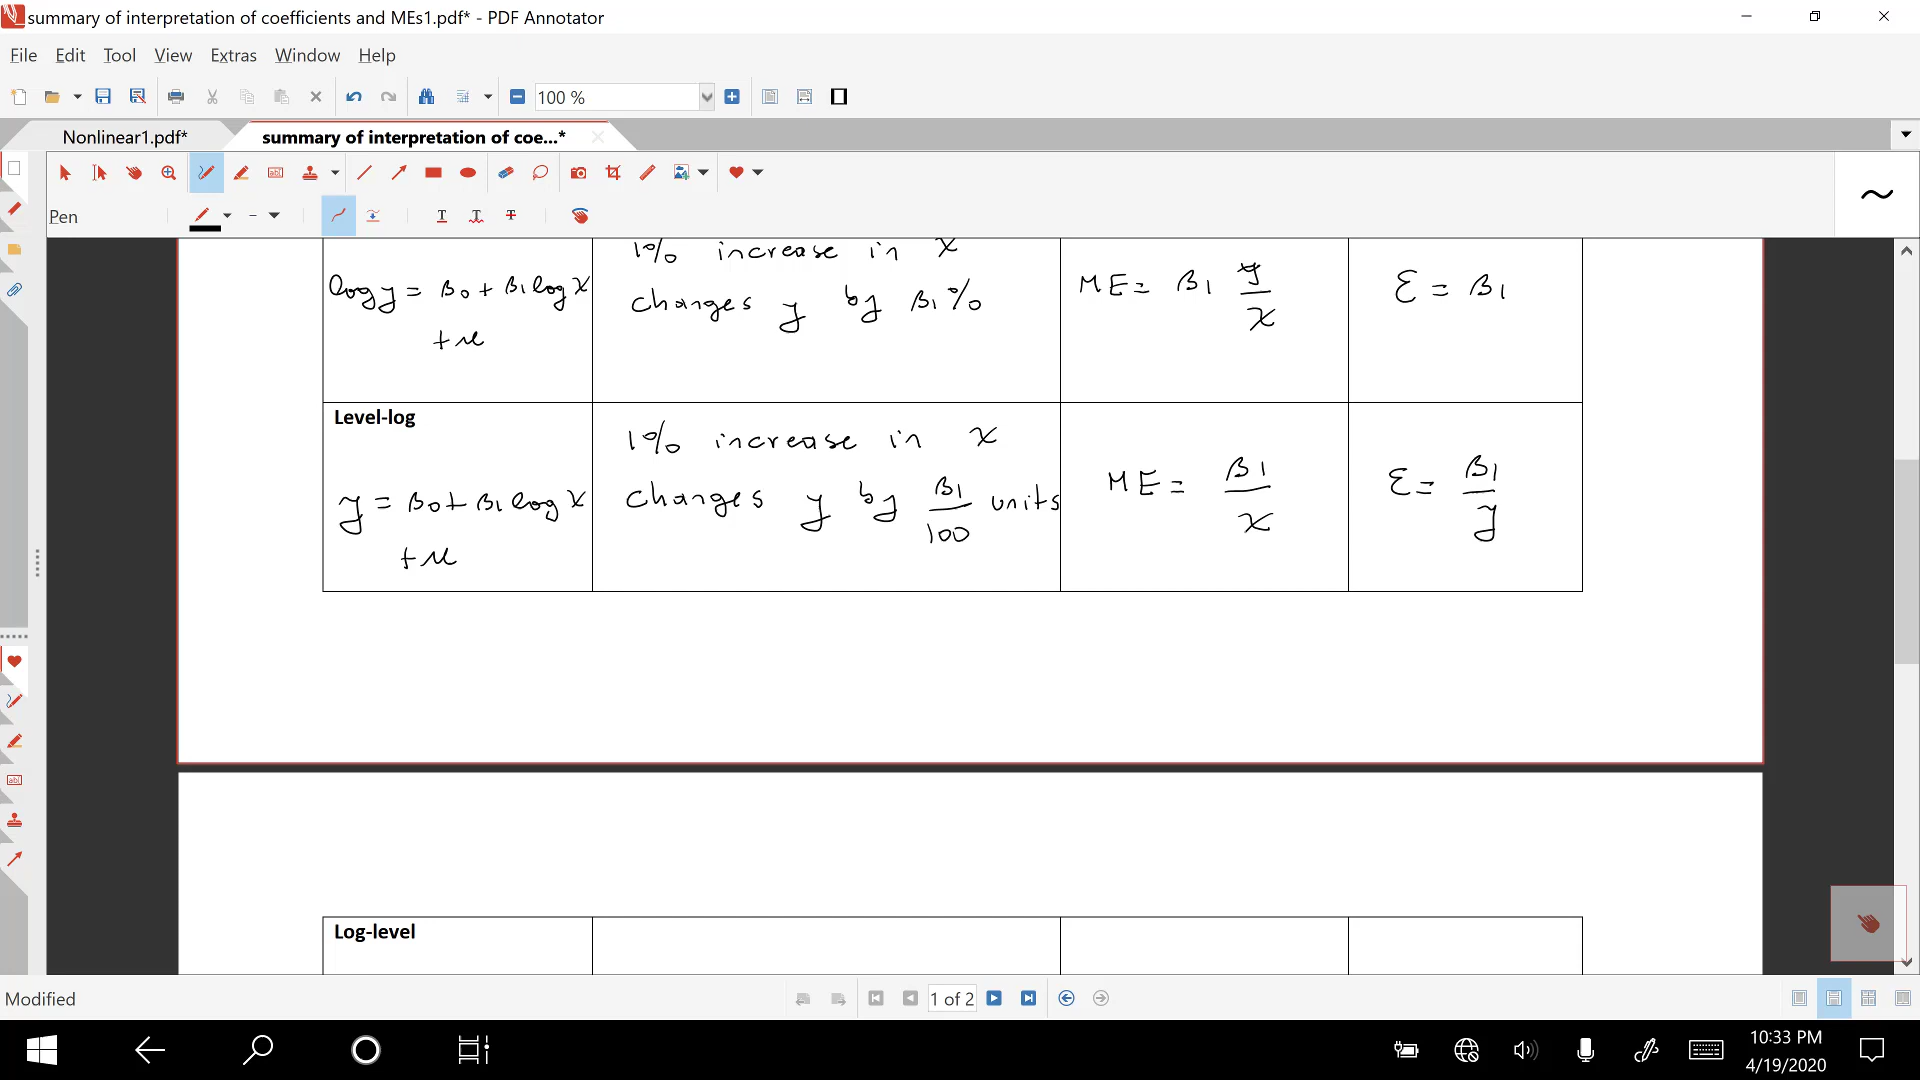 summary of interpretation of coefficients and MEs1.pdf* - PDF Annotator
File Edit Tool View Extras Window Help
100 %
Nonlinear1.pdf*
summary of interpretation of coe...*
Pen
1% increase in x
log y = β0 + β1 log x
changes y by β1 %
ME = β1 y/x
ε = β1
+ u
Level-log
1% increase in x
y = β0 + β1 log x
changes y by β1/100 units
ME = β1/x
ε = β1/y
+ u
Log-level
Modified
1 of 2
10:33 PM
4/19/2020